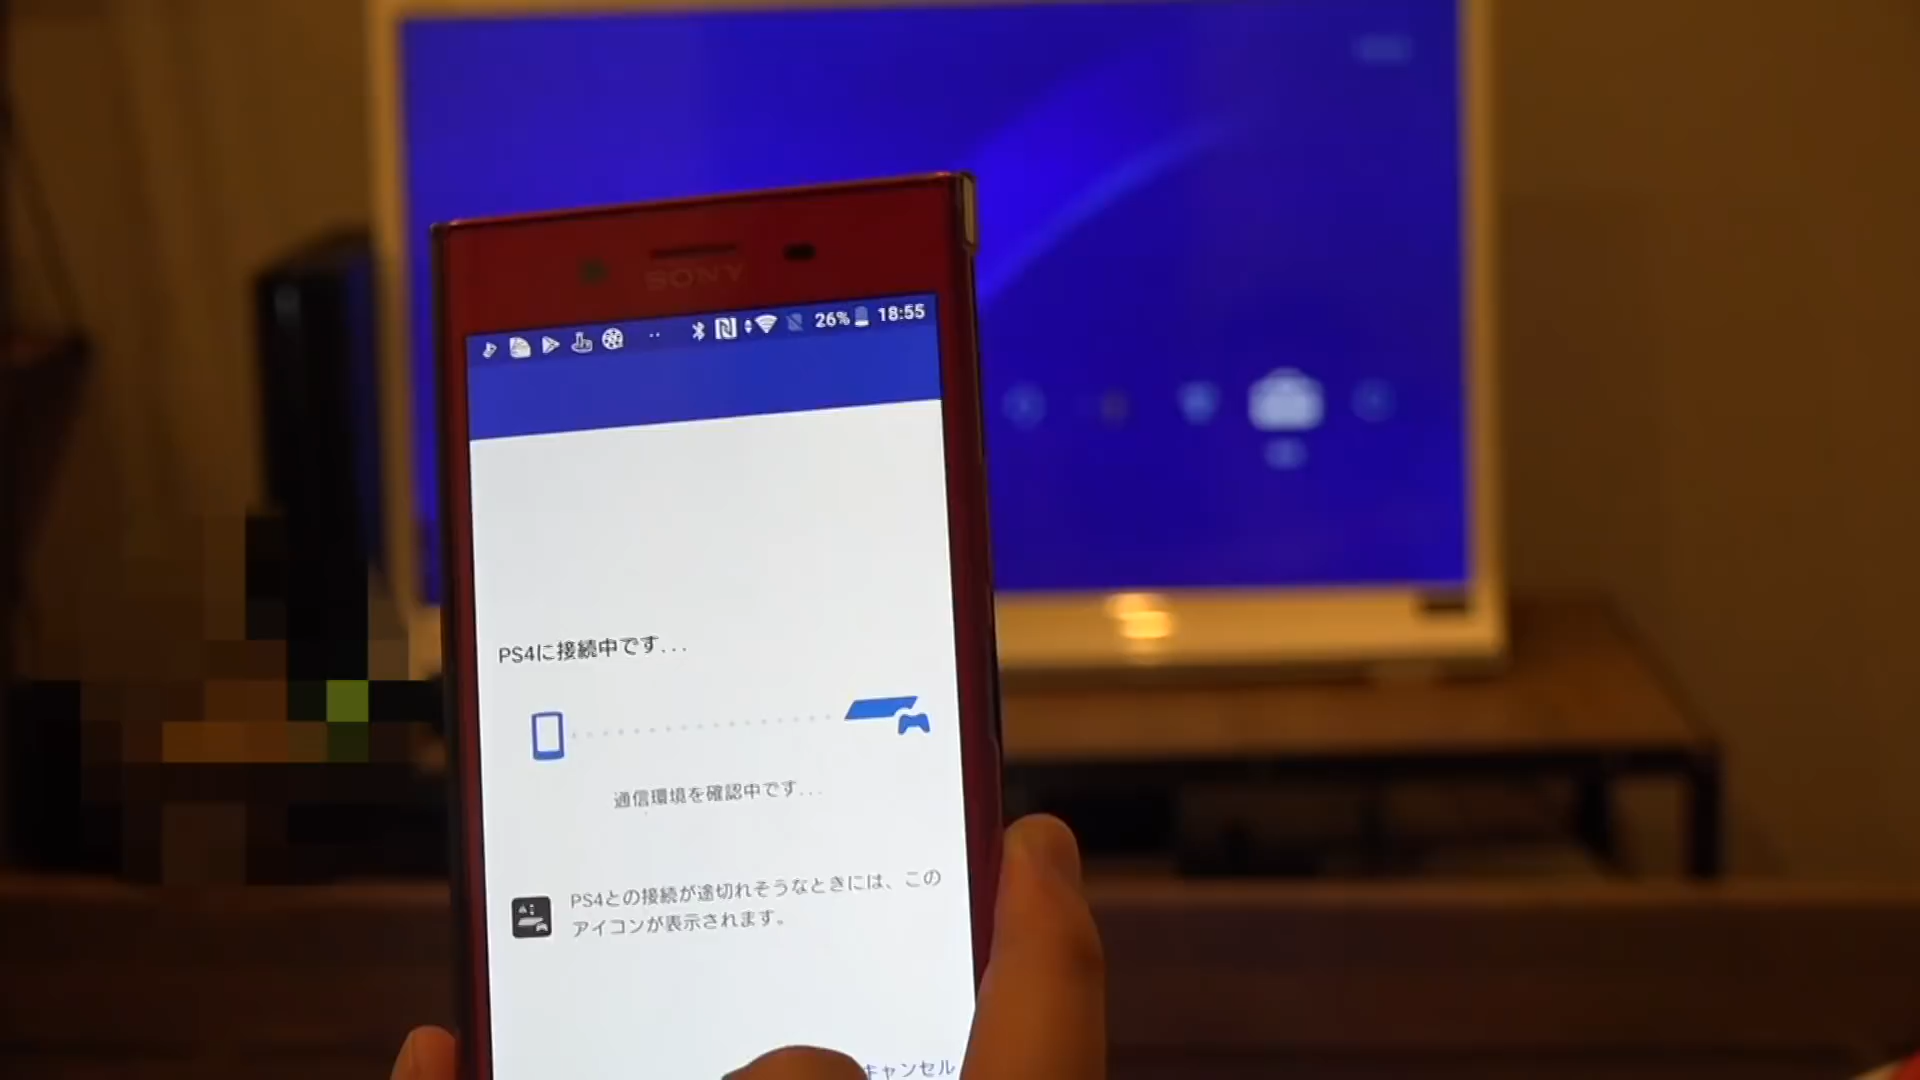 SONY
26% 18:55
PS4に接続中です...
通信環境を確認中です...
PS4との接続が途切れそうなときには、この
アイコンが表示されます。
キャンセル